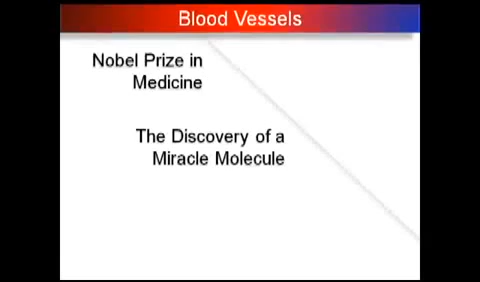 Blood Vessels
Nobel Prize in
Medicine
The Discovery of a
Miracle Molecule